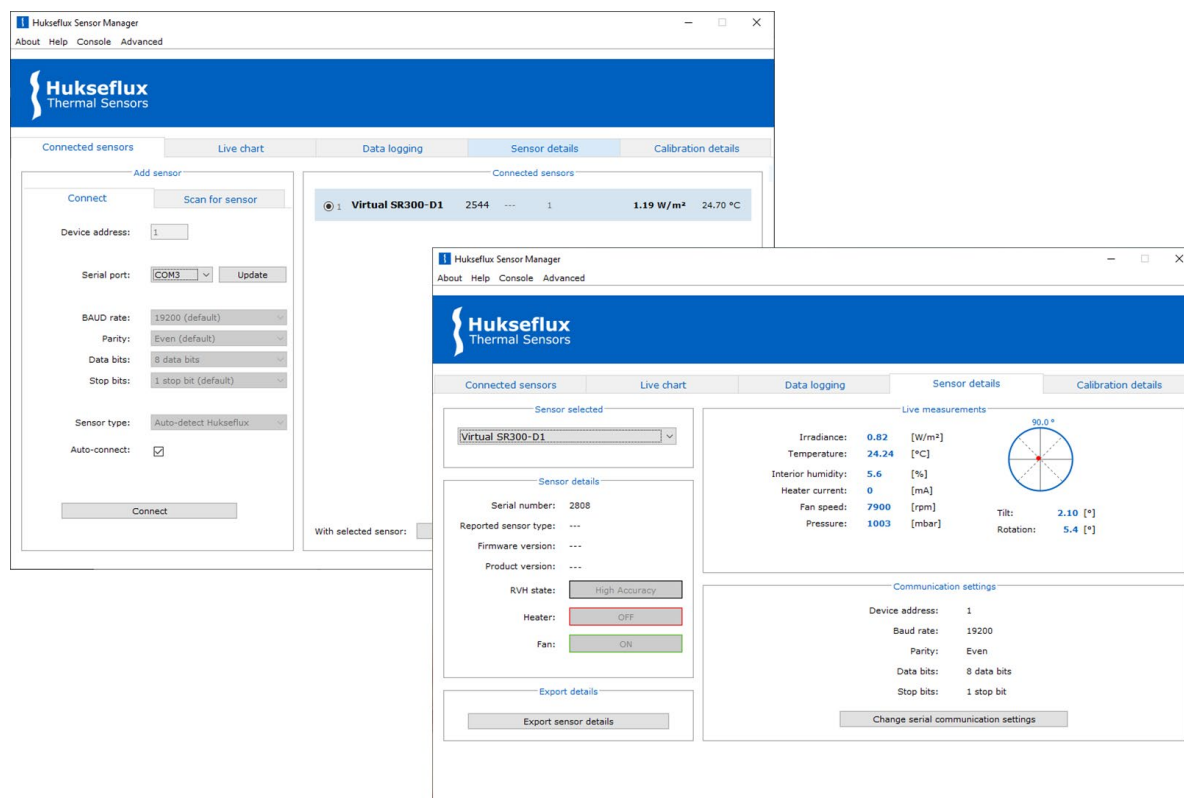 Hukseflux Sensor Manager
About Help Console Advanced
Hukseflux
Thermal Sensors
Connected sensors Live chart Data logging Sensor details Calibration details
Add sensor
Connect Scan for sensor
Device address: 1
Serial port: COM3 Update
BAUD rate: 19200 (default)
Parity: Even (default)
Data bits: 8 data bits
Stop bits: 1 stop bit (default)
Sensor type: Auto-detect Hukseflux
Auto-connect:
Connect
Connected sensors
1 Virtual SR300-D1 2544 --- 1 1.19 W/m² 24.70 °C
With selected sensor:
Hukseflux Sensor Manager
About Help Console Advanced
Hukseflux
Thermal Sensors
Connected sensors Live chart Data logging Sensor details Calibration details
Sensor selected
Virtual SR300-D1
Sensor details
Serial number: 2808
Reported sensor type: ---
Firmware version: ---
Product version: ---
RVH state: High Accuracy
Heater: OFF
Fan: ON
Export details
Export sensor details
Live measurements
Irradiance: 0.82 [W/m²]
Temperature: 24.24 [°C]
Interior humidity: 5.6 [%]
Heater current: 0 [mA]
Fan speed: 7900 [rpm]
Pressure: 1003 [mbar]
90.0 °
Tilt: 2.10 [°]
Rotation: 5.4 [°]
Communication settings
Device address: 1
Baud rate: 19200
Parity: Even
Data bits: 8 data bits
Stop bits: 1 stop bit
Change serial communication settings